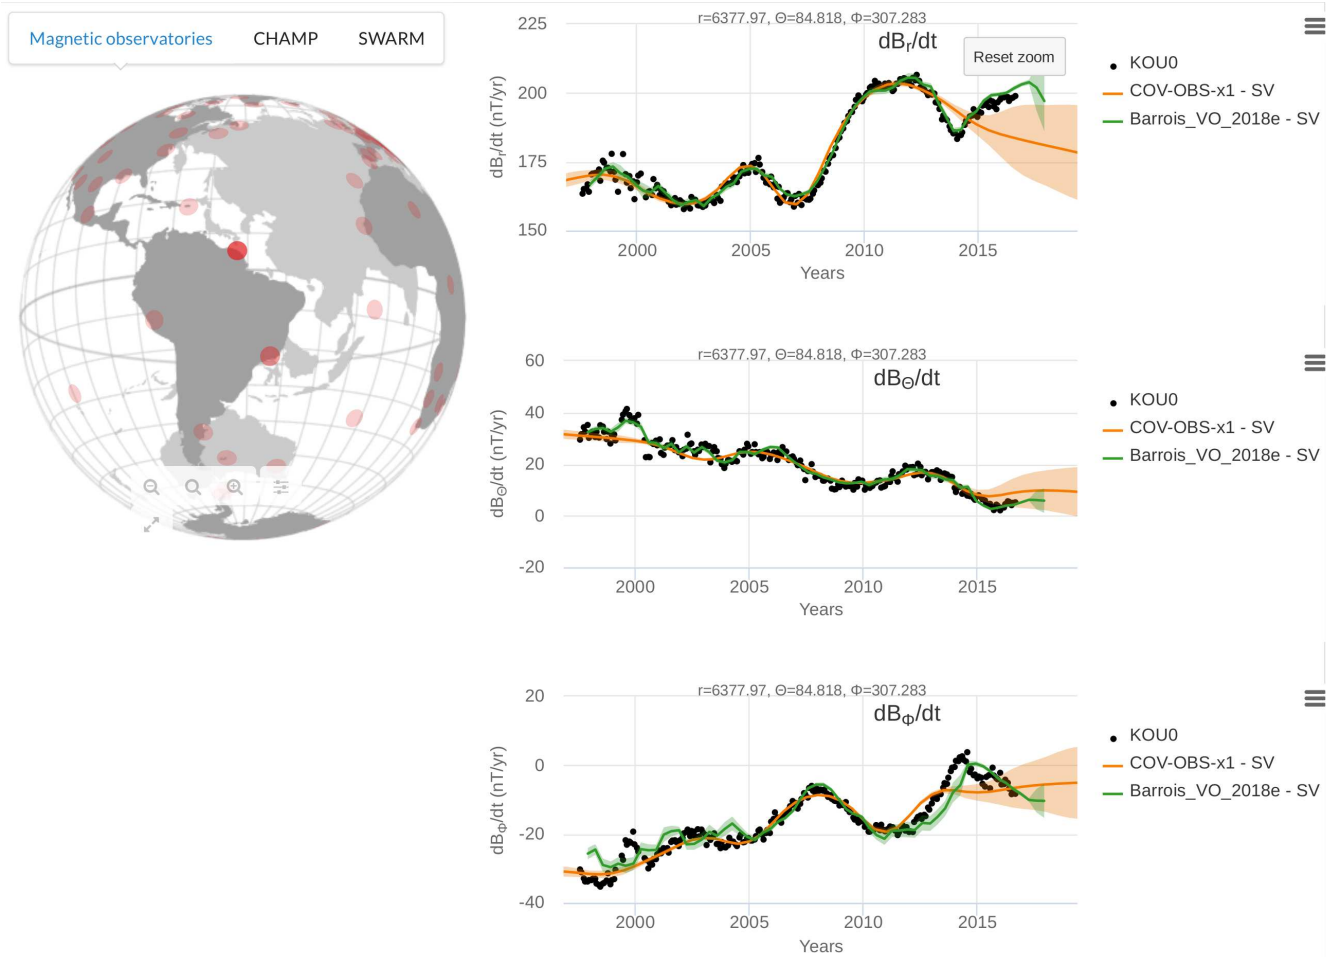 Magnetic observatories CHAMP SWARM
r=6377.97, Θ=84.818, Φ=307.283
dBr/dt
Reset zoom
225
200
175
150
dBr/dt (nT/yr)
2000 2005 2010 2015
Years
KOU0
COV-OBS-x1 - SV
Barrois_VO_2018e - SV
r=6377.97, Θ=84.818, Φ=307.283
dBΘ/dt
60
40
20
0
-20
dBΘ/dt (nT/yr)
2000 2005 2010 2015
Years
KOU0
COV-OBS-x1 - SV
Barrois_VO_2018e - SV
r=6377.97, Θ=84.818, Φ=307.283
dBΦ/dt
20
0
-20
-40
dBΦ/dt (nT/yr)
2000 2005 2010 2015
Years
KOU0
COV-OBS-x1 - SV
Barrois_VO_2018e - SV